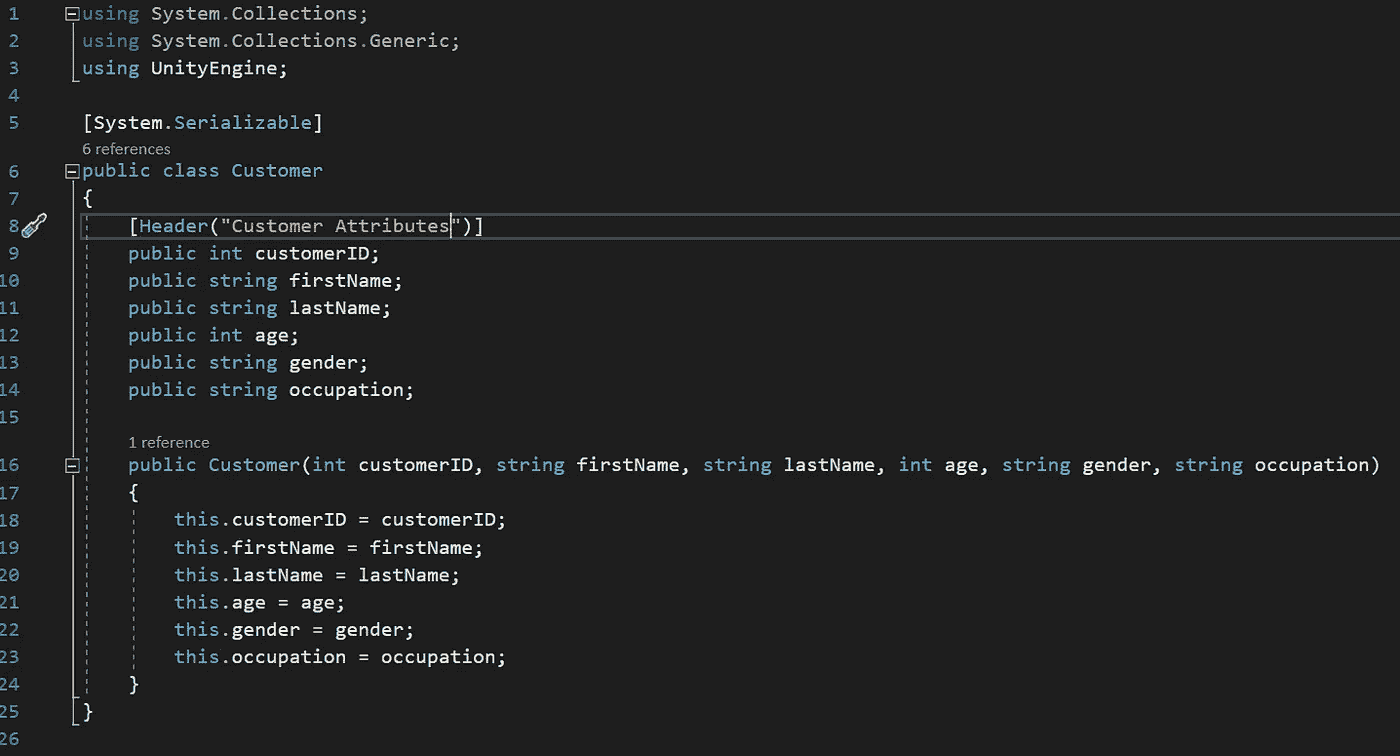 1 using System.Collections;
2 using System.Collections.Generic;
3 using UnityEngine;
4
5 [System.Serializable]
6 references
6 public class Customer
7 {
8 [Header("Customer Attributes")]
9 public int customerID;
10 public string firstName;
11 public string lastName;
12 public int age;
13 public string gender;
14 public string occupation;
15
1 reference
16 public Customer(int customerID, string firstName, string lastName, int age, string gender, string occupation)
17 {
18 this.customerID = customerID;
19 this.firstName = firstName;
20 this.lastName = lastName;
21 this.age = age;
22 this.gender = gender;
23 this.occupation = occupation;
24 }
25 }
26